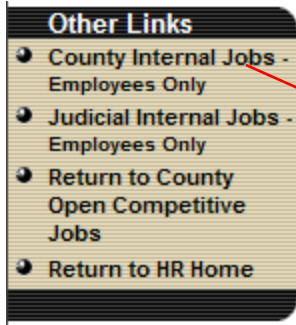 Other Links
County Internal Jobs -
Employees Only
Judicial Internal Jobs -
Employees Only
Return to County
Open Competitive
Jobs
Return to HR Home